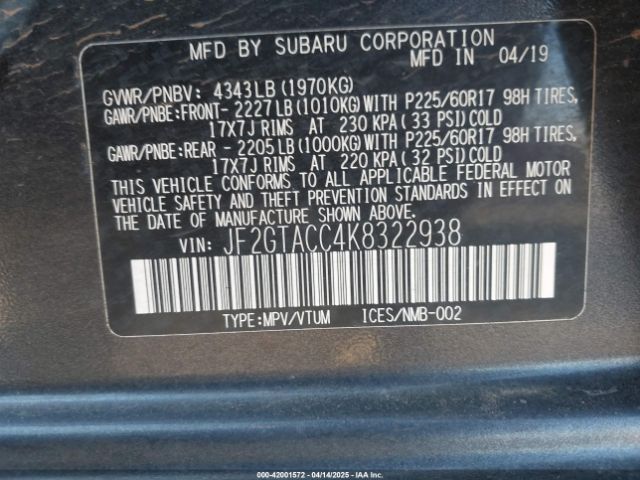 MFD BY SUBARU CORPORATION
MFD IN 04/19
GVWR/PNBV: 4343LB(1970KG)
GAWR/PNBE:FRONT- 2227LB(1010KG)WITH P225/60R17 98H TIRES,
17X7J RIMS AT 230 KPA( 33 PSI)COLD
GAWR/PNBE:REAR - 2205LB(1000KG)WITH P225/60R17 98H TIRES,
17X7J RIMS AT 220 KPA( 32 PSI)COLD
THIS VEHICLE CONFORMS TO ALL APPLICABLE FEDERAL MOTOR
VEHICLE SAFETY AND THEFT PREVENTION STANDARDS IN EFFECT ON
THE DATE OF MANUFACTURE SHOWN ABOVE.
VIN: JF2GTACC4K8322938
TYPE:MPV/VTUM ICES/NMB-002
000-42001572 - 04/14/2025 - IAA Inc.